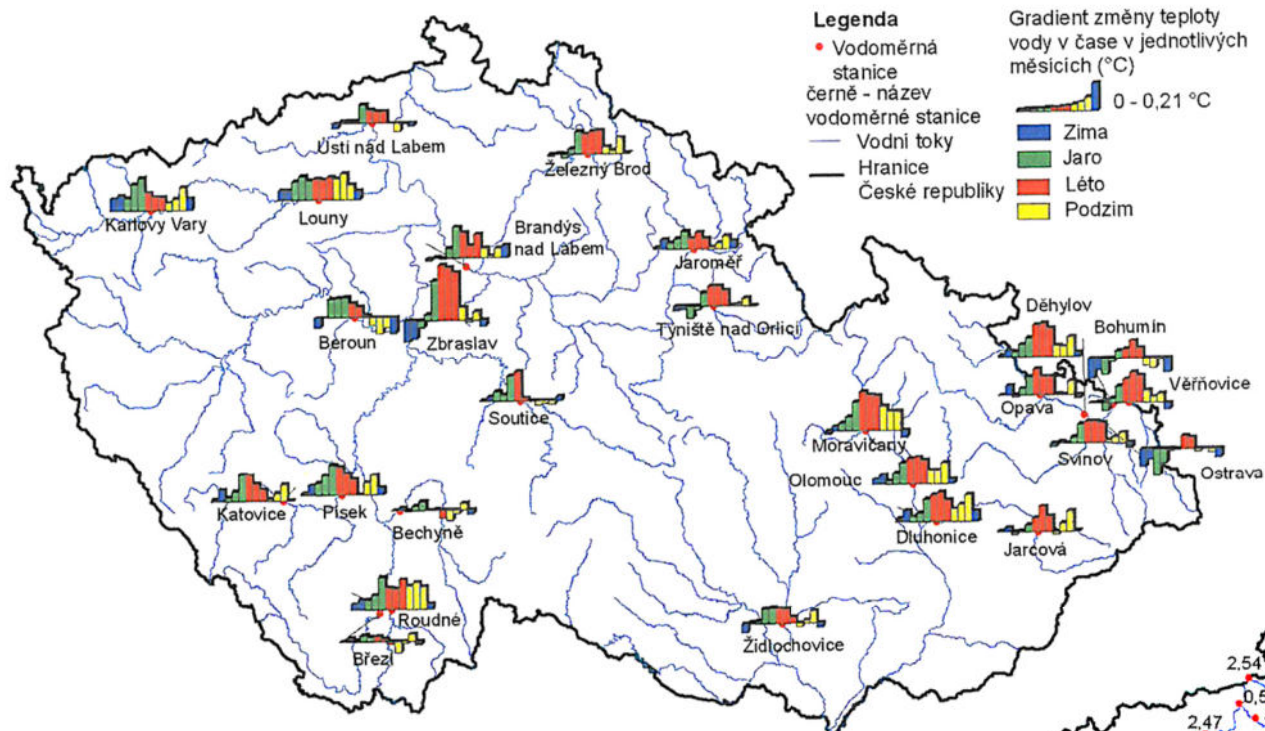 Legenda
Vodoměrná
stanice
černě - název
vodoměrné stanice
Vodní toky
Hranice
České republiky
Gradient změny teploty
vody v čase v jednotlivých
měsících (°C)
0 - 0,21 °C
Zima
Jaro
Léto
Podzim
Ústí nad Labem
Železný Brod
Karlovy Vary
Louny
Brandýs
nad Labem
Jaroměř
Týniště nad Orlicí
Beroun
Zbraslav
Děhylov
Bohumín
Věřňovice
Opava
Soutice
Moravičany
Svinov
Ostrava
Olomouc
Katovice
Písek
Bechyně
Dluhonice
Jarcová
Roudné
Březí
Židlochovice
2,54
2,47